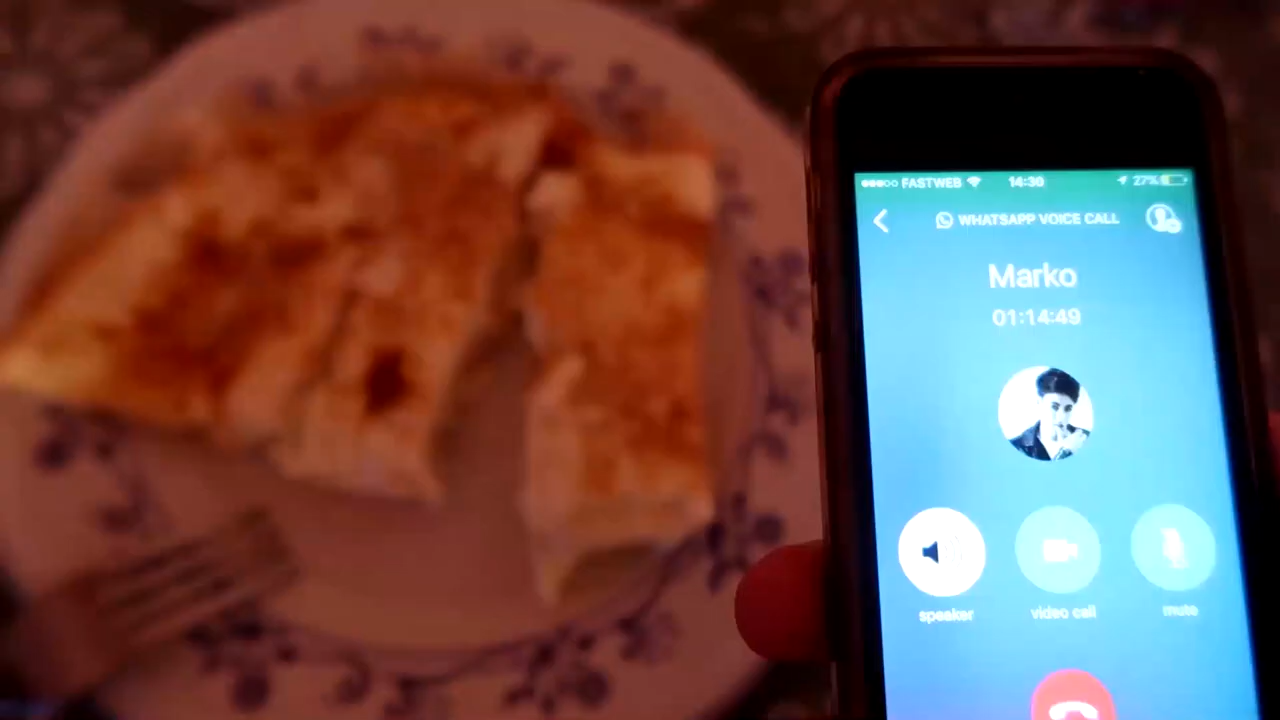 FASTWEB 14:30 27%
WHATSAPP VOICE CALL
Marko
01:14:49
speaker video call mute